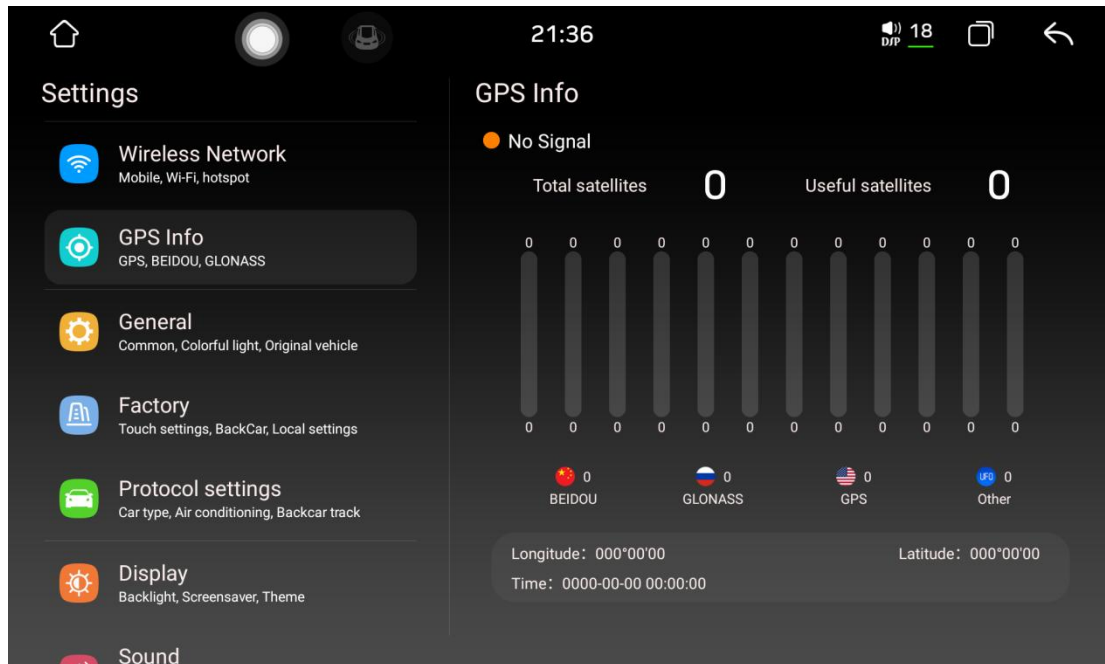 21:36
DSP 18
Settings
Wireless Network
Mobile, Wi-Fi, hotspot
GPS Info
GPS, BEIDOU, GLONASS
General
Common, Colorful light, Original vehicle
Factory
Touch settings, BackCar, Local settings
Protocol settings
Car type, Air conditioning, Backcar track
Display
Backlight, Screensaver, Theme
Sound
GPS Info
No Signal
Total satellites 0 Useful satellites 0
0 0 0 0 0 0 0 0 0 0 0 0
0 0 0 0 0 0 0 0 0 0 0 0
0 0 0 UFO 0
BEIDOU GLONASS GPS Other
Longitude: 000°00'00 Latitude: 000°00'00
Time: 0000-00-00 00:00:00